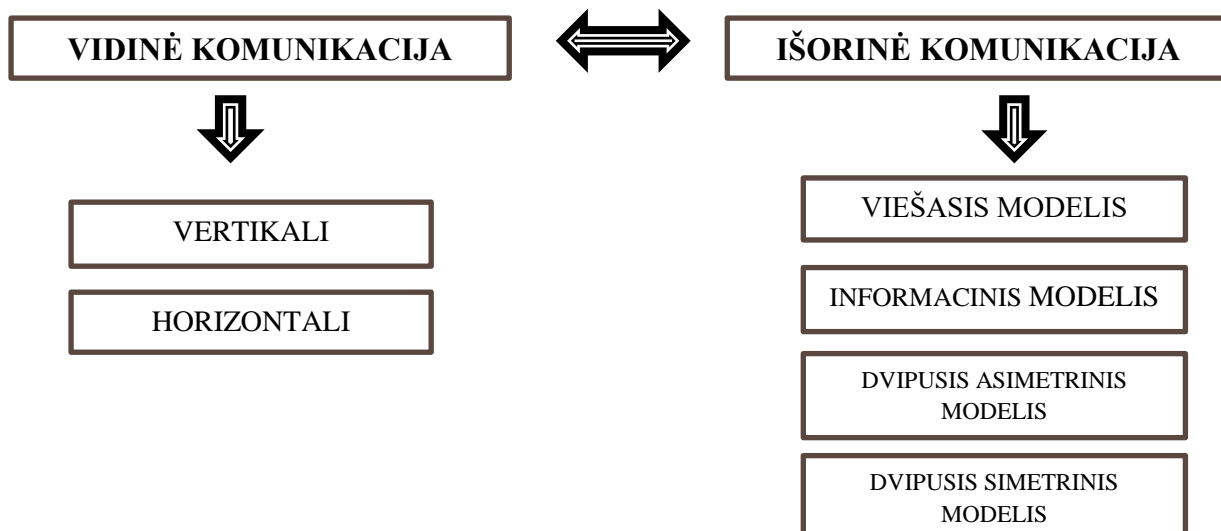 VIDINĖ KOMUNIKACIJA
IŠORINĖ KOMUNIKACIJA
VERTIKALI
HORIZONTALI
VIEŠASIS MODELIS
INFORMACINIS MODELIS
DVIPUSIS ASIMETRINIS
MODELIS
DVIPUSIS SIMETRINIS
MODELIS